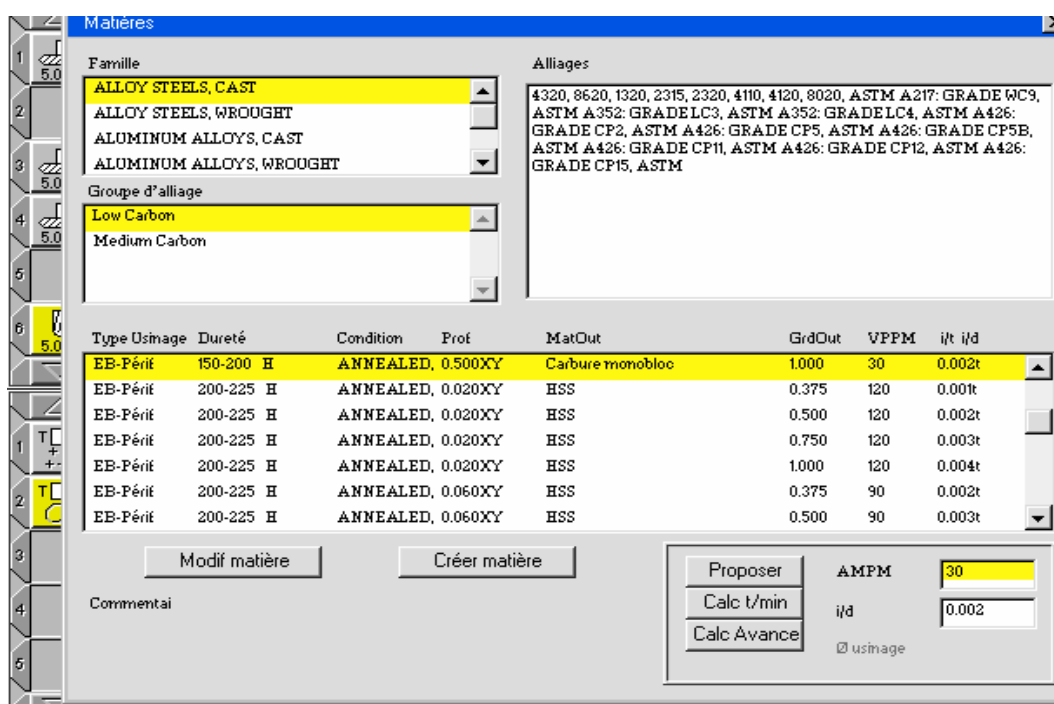 Matières
Famille
ALLOY STEELS, CAST
ALLOY STEELS, WROUGHT
ALUMINUM ALLOYS, CAST
ALUMINUM ALLOYS, WROUGHT
Groupe d'alliage
Low Carbon
Medium Carbon
Alliages
4320, 8620, 1320, 2315, 2320, 4110, 4120, 8020, ASTM A217: GRADE WC9,
ASTM A352: GRADE LC3, ASTM A352: GRADE LC4, ASTM A426:
GRADE CP2, ASTM A426: GRADE CP5, ASTM A426: GRADE CP5B,
ASTM A426: GRADE CP11, ASTM A426: GRADE CP12, ASTM A426:
GRADE CP15, ASTM
Type Usinage Dureté Condition Prof MatOut GrdOut VPPM i/t i/d
EB-Périf 150-200 H ANNEALED, 0.500XY Carbure monobloc 1.000 30 0.002t
EB-Périf 200-225 H ANNEALED, 0.020XY HSS 0.375 120 0.001t
EB-Périf 200-225 H ANNEALED, 0.020XY HSS 0.500 120 0.002t
EB-Périf 200-225 H ANNEALED, 0.020XY HSS 0.750 120 0.003t
EB-Périf 200-225 H ANNEALED, 0.020XY HSS 1.000 120 0.004t
EB-Périf 200-225 H ANNEALED, 0.060XY HSS 0.375 90 0.002t
EB-Périf 200-225 H ANNEALED, 0.060XY HSS 0.500 90 0.003t
Modif matière Créer matière
Commentai
Proposer AMPM 30
Calc t/min i/d 0.002
Calc Avance Ø usinage
1
5.0
2
3
5.0
4
5.0
5
6
5.0
1 T
2 T
3
4
5